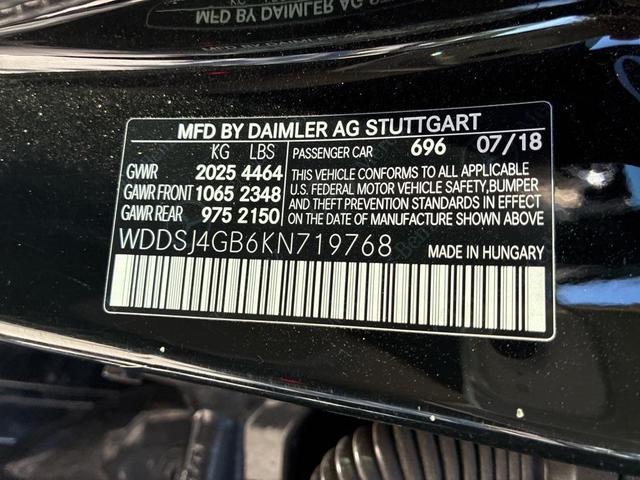 MFD BY DAIMLER AG STUTTGART
KG LBS
GVWR 2025 4464
GAWR FRONT 1065 2348
GAWR REAR 975 2150
PASSENGER CAR 696 07/18
THIS VEHICLE CONFORMS TO ALL APPLICABLE
U.S. FEDERAL MOTOR VEHICLE SAFETY,BUMPER
AND THEFT PREVENTION STANDARDS IN EFFECT
ON THE DATE OF MANUFACTURE SHOWN ABOVE
WDDSJ4GB6KN719768
MADE IN HUNGARY